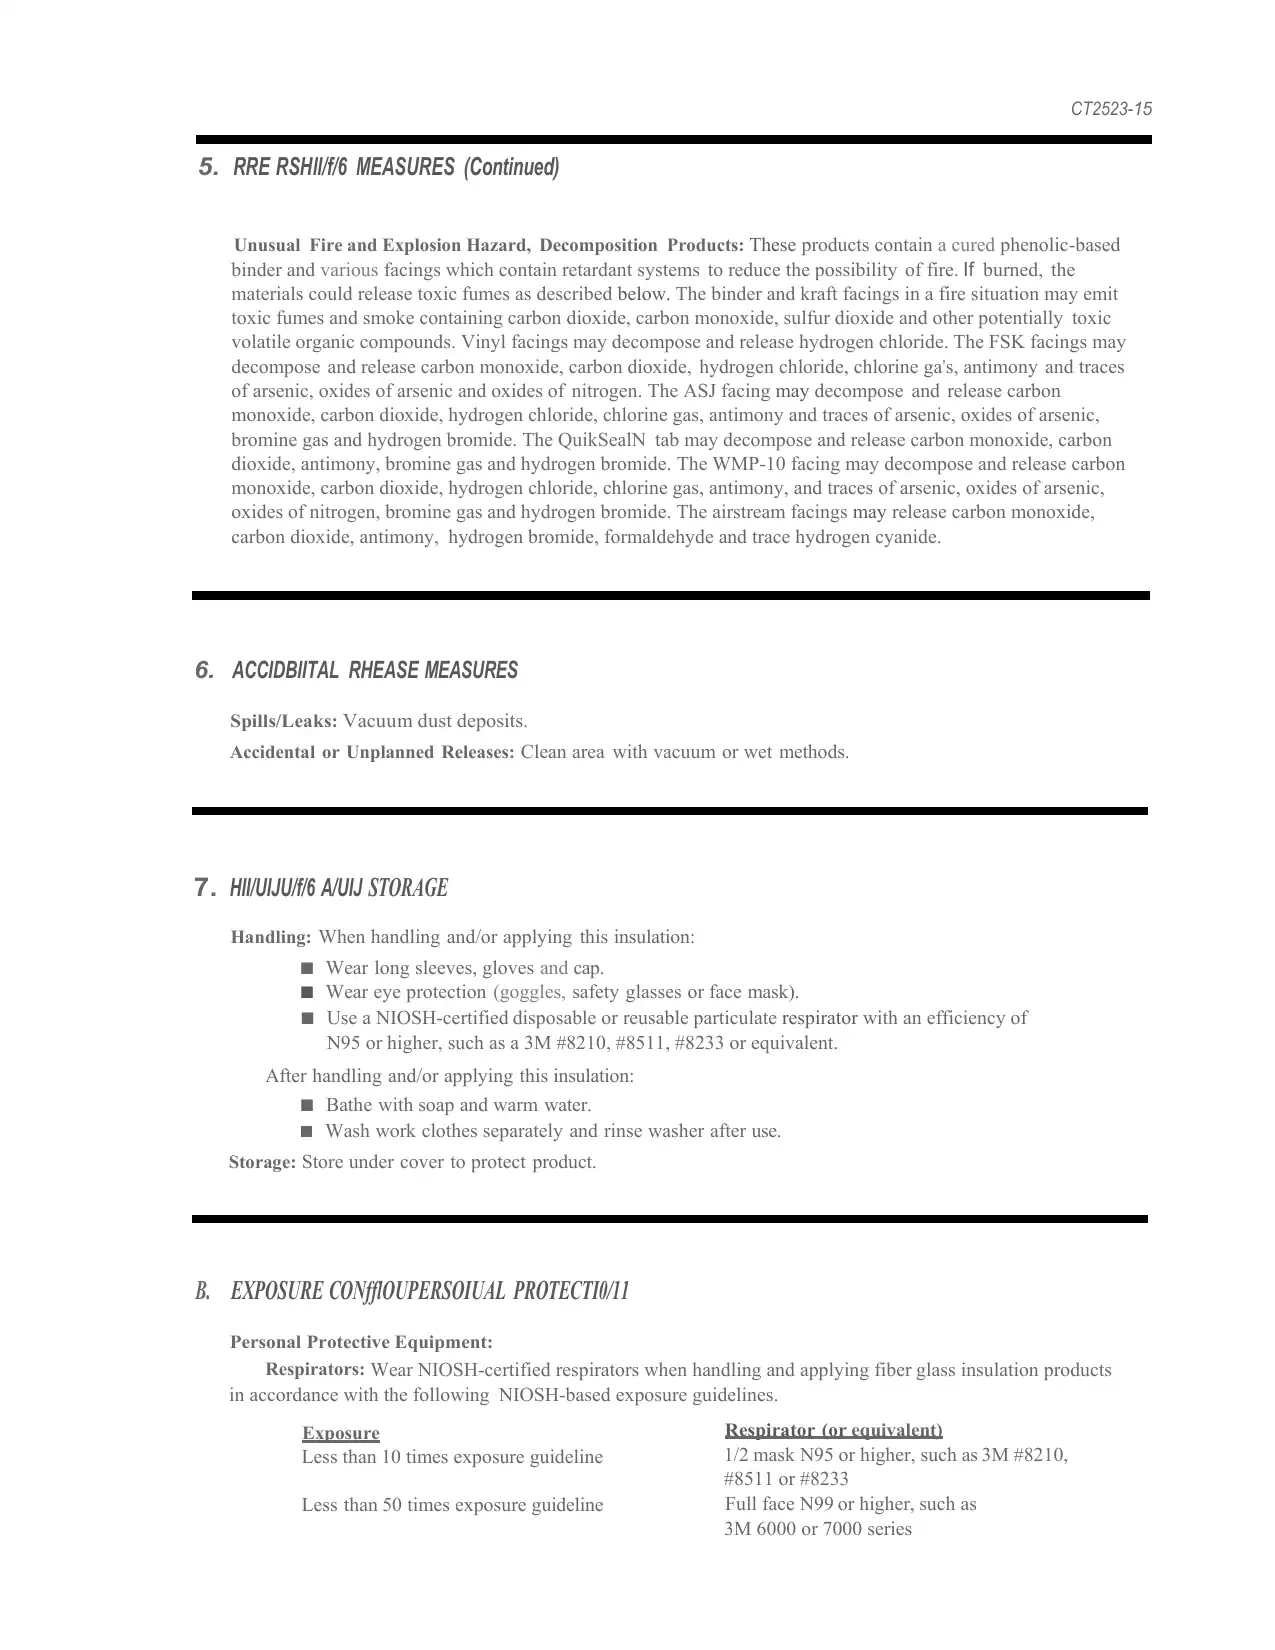 CT2523-15
5. RRE RSHII/f/6 MEASURES (Continued)
Unusual Fire and Explosion Hazard, Decomposition Products: These products contain a cured phenolic-based
binder and various facings which contain retardant systems to reduce the possibility of fire. If burned, the
materials could release toxic fumes as described below. The binder and kraft facings in a fire situation may emit
toxic fumes and smoke containing carbon dioxide, carbon monoxide, sulfur dioxide and other potentially toxic
volatile organic compounds. Vinyl facings may decompose and release hydrogen chloride. The FSK facings may
decompose and release carbon monoxide, carbon dioxide, hydrogen chloride, chlorine ga's, antimony and traces
of arsenic, oxides of arsenic and oxides of nitrogen. The ASJ facing may decompose and release carbon
monoxide, carbon dioxide, hydrogen chloride, chlorine gas, antimony and traces of arsenic, oxides of arsenic,
bromine gas and hydrogen bromide. The QuikSealN tab may decompose and release carbon monoxide, carbon
dioxide, antimony, bromine gas and hydrogen bromide. The WMP-10 facing may decompose and release carbon
monoxide, carbon dioxide, hydrogen chloride, chlorine gas, antimony, and traces of arsenic, oxides of arsenic,
oxides of nitrogen, bromine gas and hydrogen bromide. The airstream facings may release carbon monoxide,
carbon dioxide, antimony, hydrogen bromide, formaldehyde and trace hydrogen cyanide.
6. ACCIDBIITAL RHEASE MEASURES
Spills/Leaks: Vacuum dust deposits.
Accidental or Unplanned Releases: Clean area with vacuum or wet methods.
7. HII/UIJU/f/6 A/UIJ STORAGE
Handling: When handling and/or applying this insulation:
■ Wear long sleeves, gloves and cap.
■ Wear eye protection (goggles, safety glasses or face mask).
■ Use a NIOSH-certified disposable or reusable particulate respirator with an efficiency of
N95 or higher, such as a 3M #8210, #8511, #8233 or equivalent.
After handling and/or applying this insulation:
■ Bathe with soap and warm water.
■ Wash work clothes separately and rinse washer after use.
Storage: Store under cover to protect product.
B. EXPOSURE CONfflOUPERSOIUAL PROTECTI0/11
Personal Protective Equipment:
Respirators: Wear NIOSH-certified respirators when handling and applying fiber glass insulation products
in accordance with the following NIOSH-based exposure guidelines.
Exposure Respirator (or equivalent)
Less than 10 times exposure guideline 1/2 mask N95 or higher, such as 3M #8210,
#8511 or #8233
Less than 50 times exposure guideline Full face N99 or higher, such as
3M 6000 or 7000 series